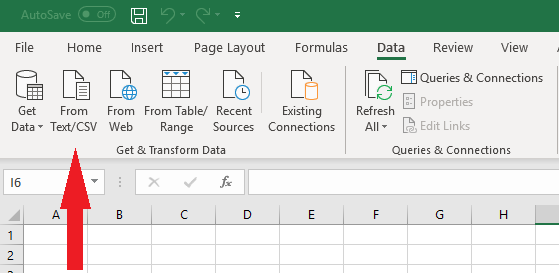 AutoSave Off
File Home Insert Page Layout Formulas Data Review View
Get Data From Text/CSV From Web From Table/ Range Recent Sources Existing Connections Refresh All Queries & Connections
Properties
Edit Links
Get & Transform Data Queries & Connections
I6 fx
A B C D E F G H
1
2